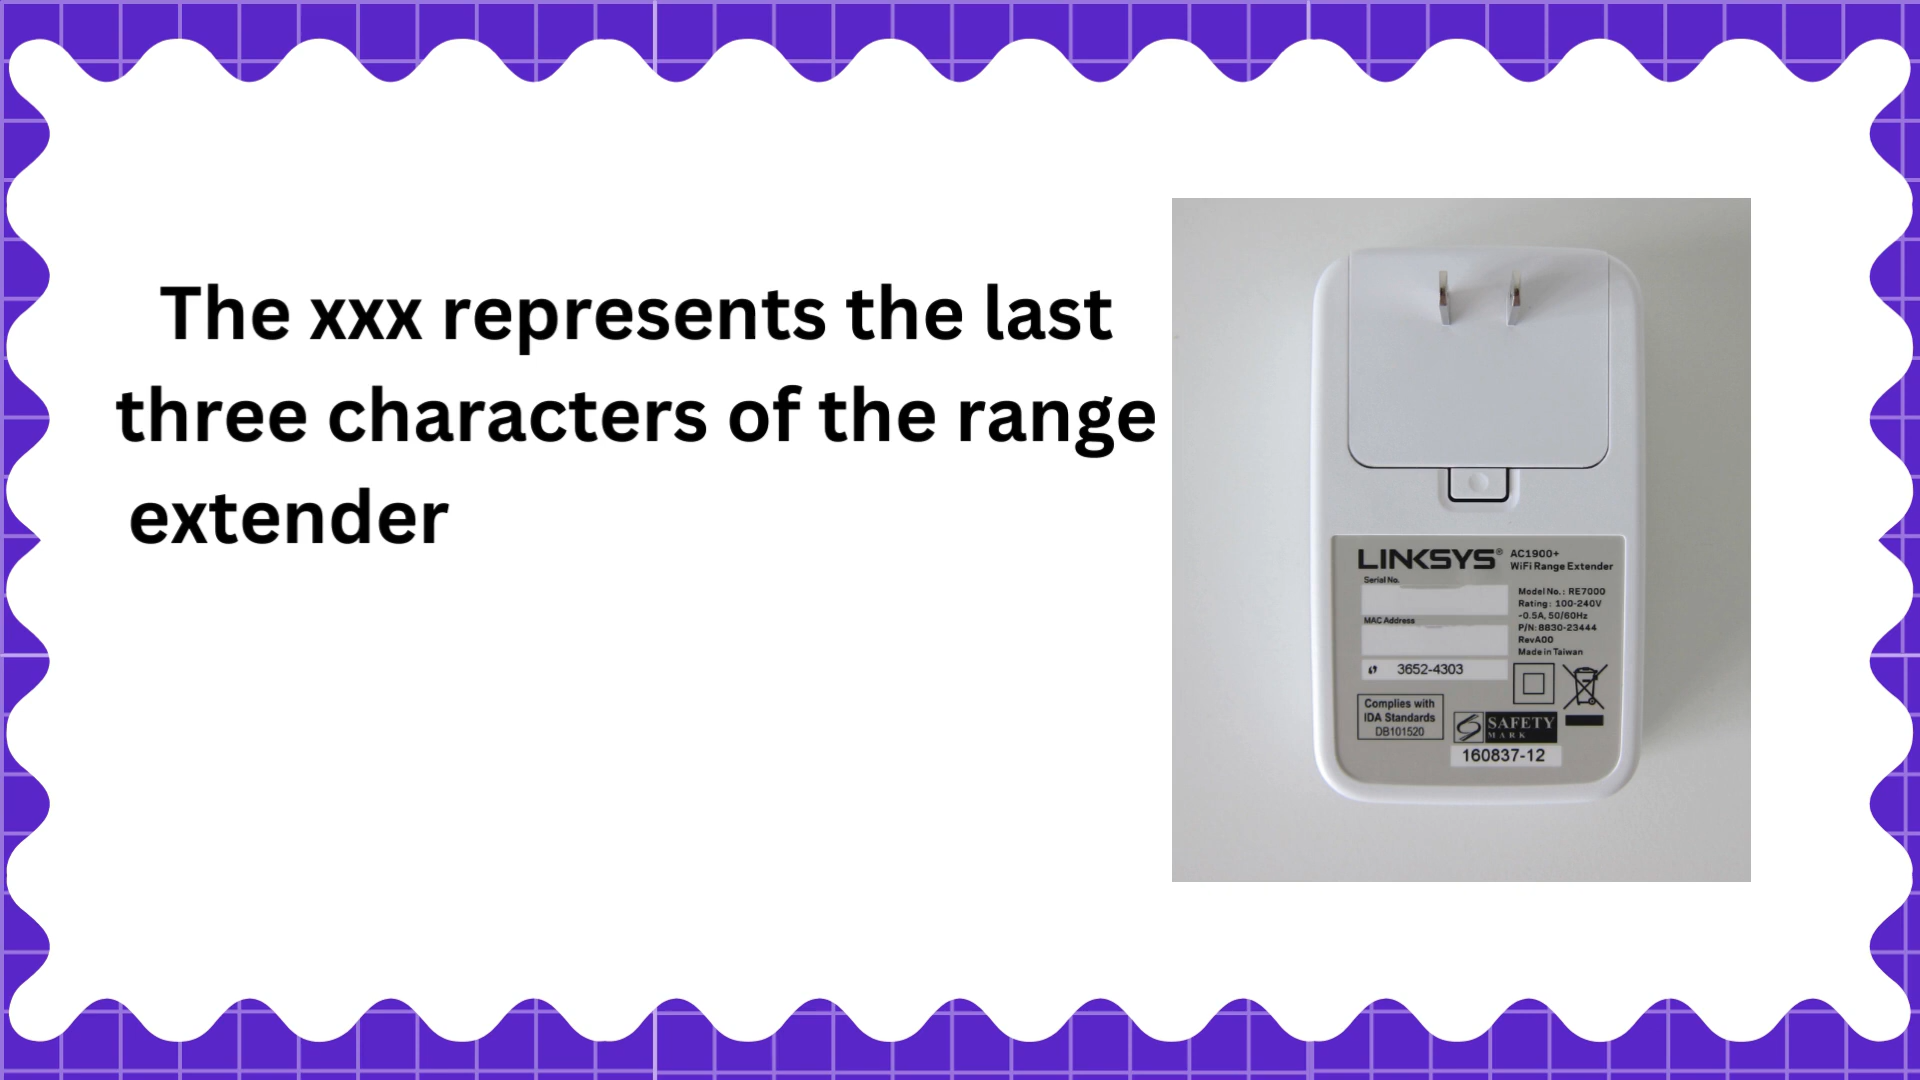 The xxx represents the last
three characters of the range
extender
LINKSYS® AC1900+
WiFi Range Extender
Serial No.
Model No.: RE7000
Rating: 100-240V
~0.5A, 50/60Hz
MAC Address
P/N: 8830-23444
RevA00
Made in Taiwan
3652-4303
Complies with
IDA Standards
DB101520
SAFETY
MARK
160837-12